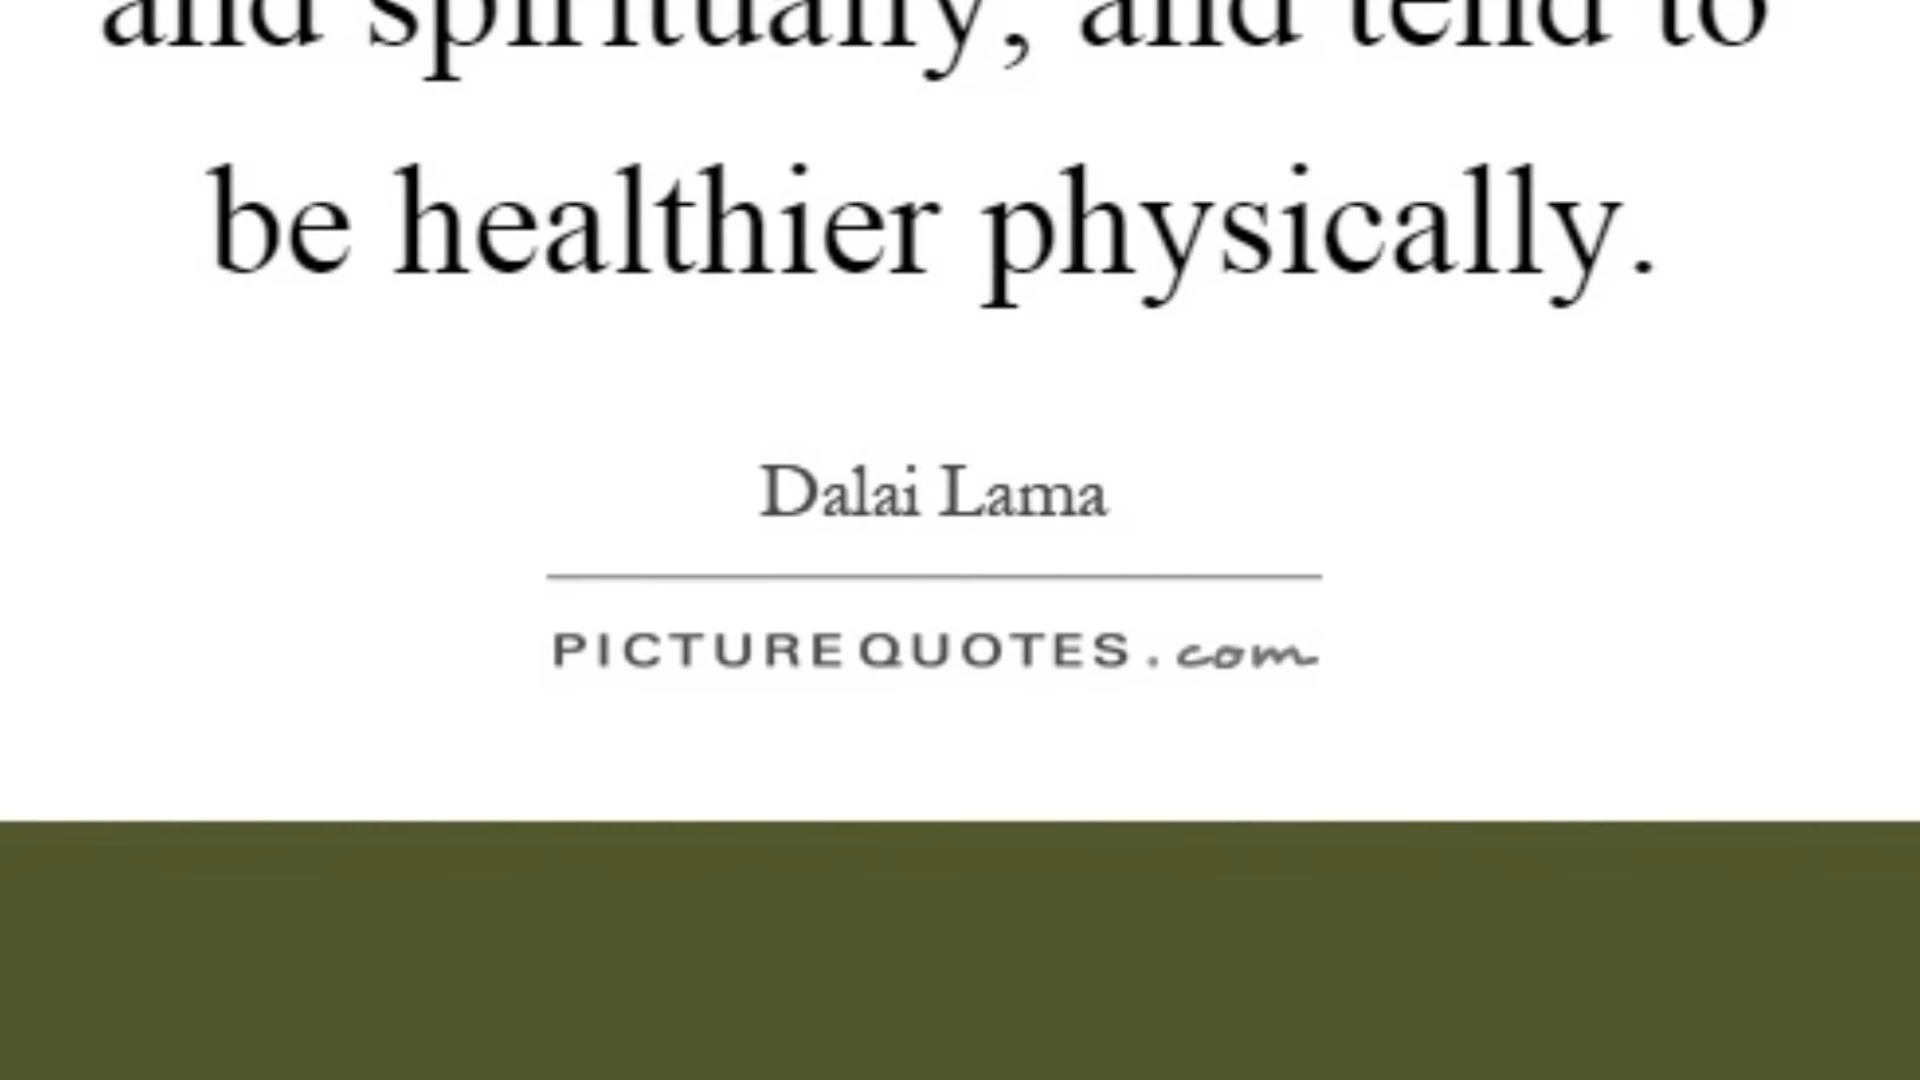 and spiritually, and tend to
be healthier physically.
Dalai Lama
PICTUREQUOTES.com